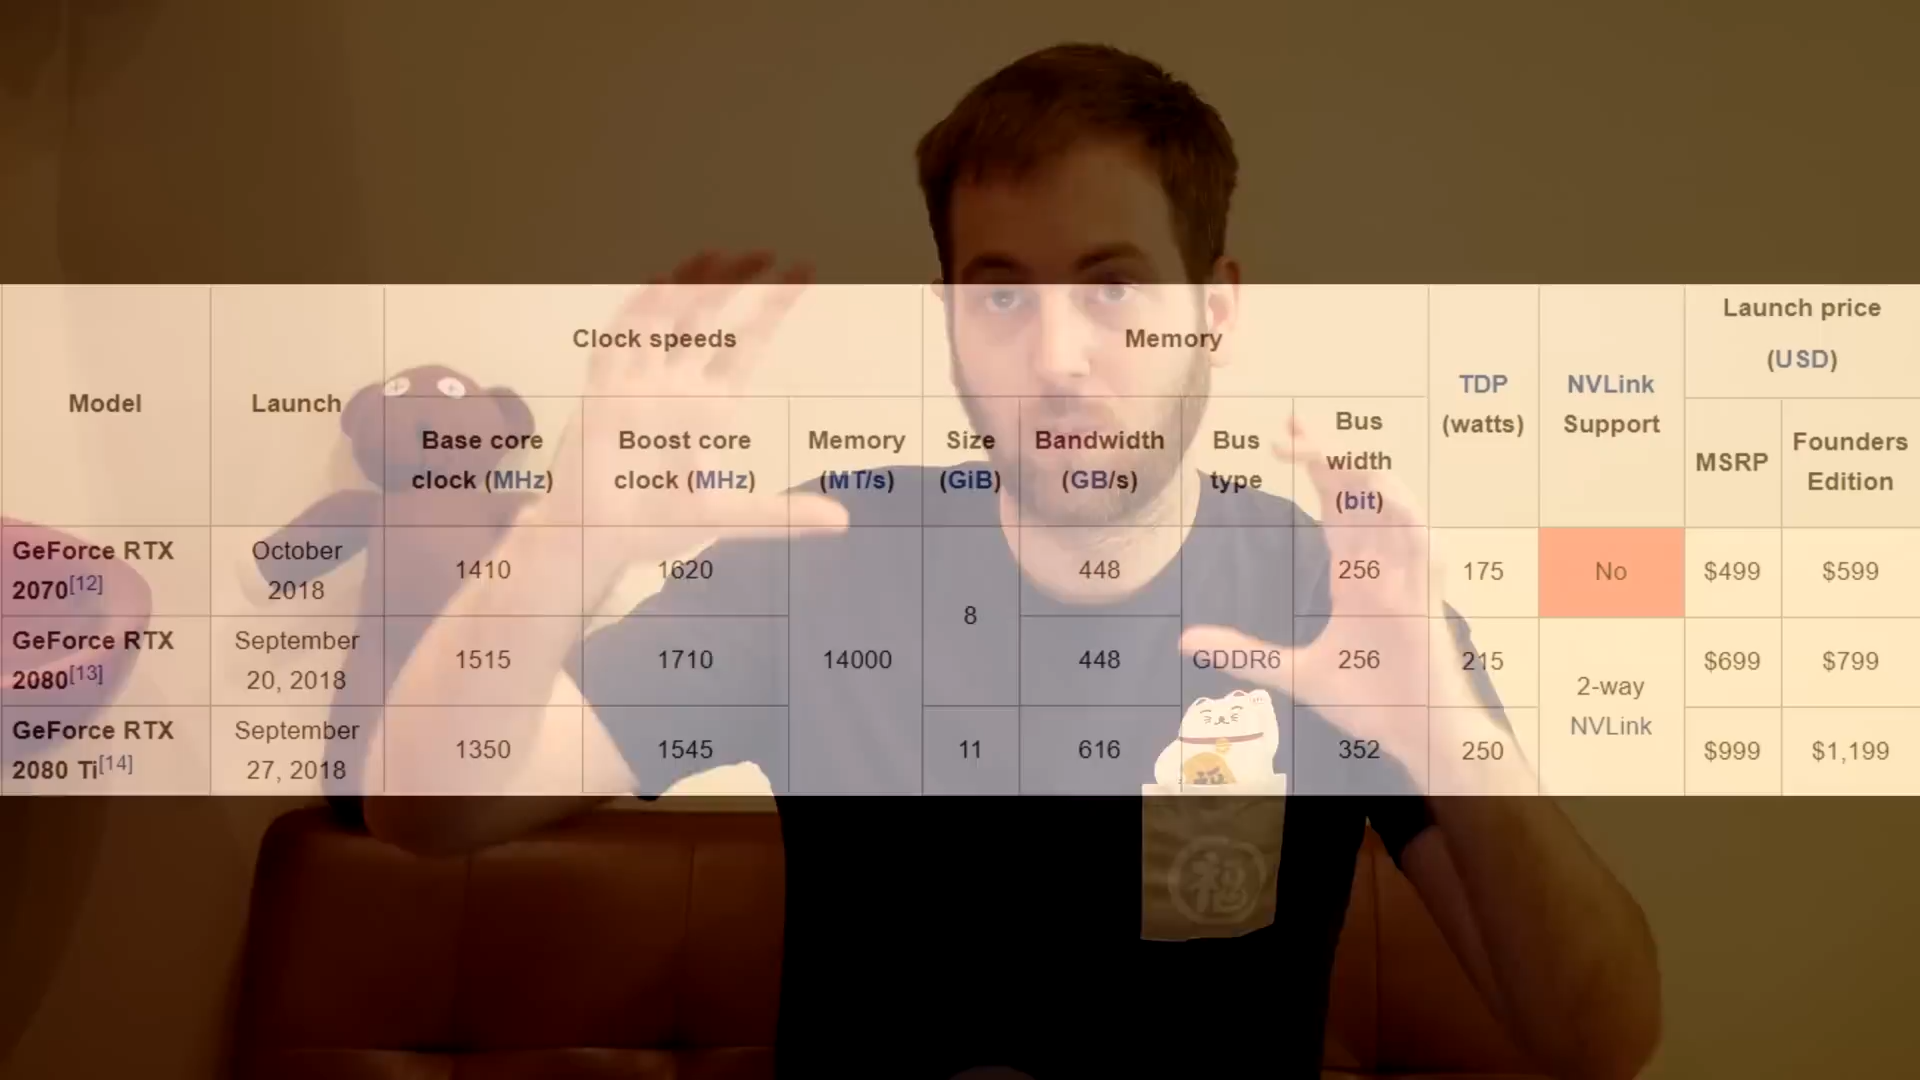 Model
Launch
Clock speeds
Memory
TDP
(watts)
NVLink
Support
Launch price
(USD)
Base core
clock (MHz)
Boost core
clock (MHz)
Memory
(MT/s)
Size
(GiB)
Bandwidth
(GB/s)
Bus
type
Bus
width
(bit)
MSRP
Founders
Edition
GeForce RTX
2070[12]
October
2018
1410
1620
14000
8
448
GDDR6
256
175
No
$499
$599
GeForce RTX
2080[13]
September
20, 2018
1515
1710
448
256
215
2-way
NVLink
$699
$799
GeForce RTX
2080 Ti[14]
September
27, 2018
1350
1545
11
616
352
250
$999
$1,199
福
福